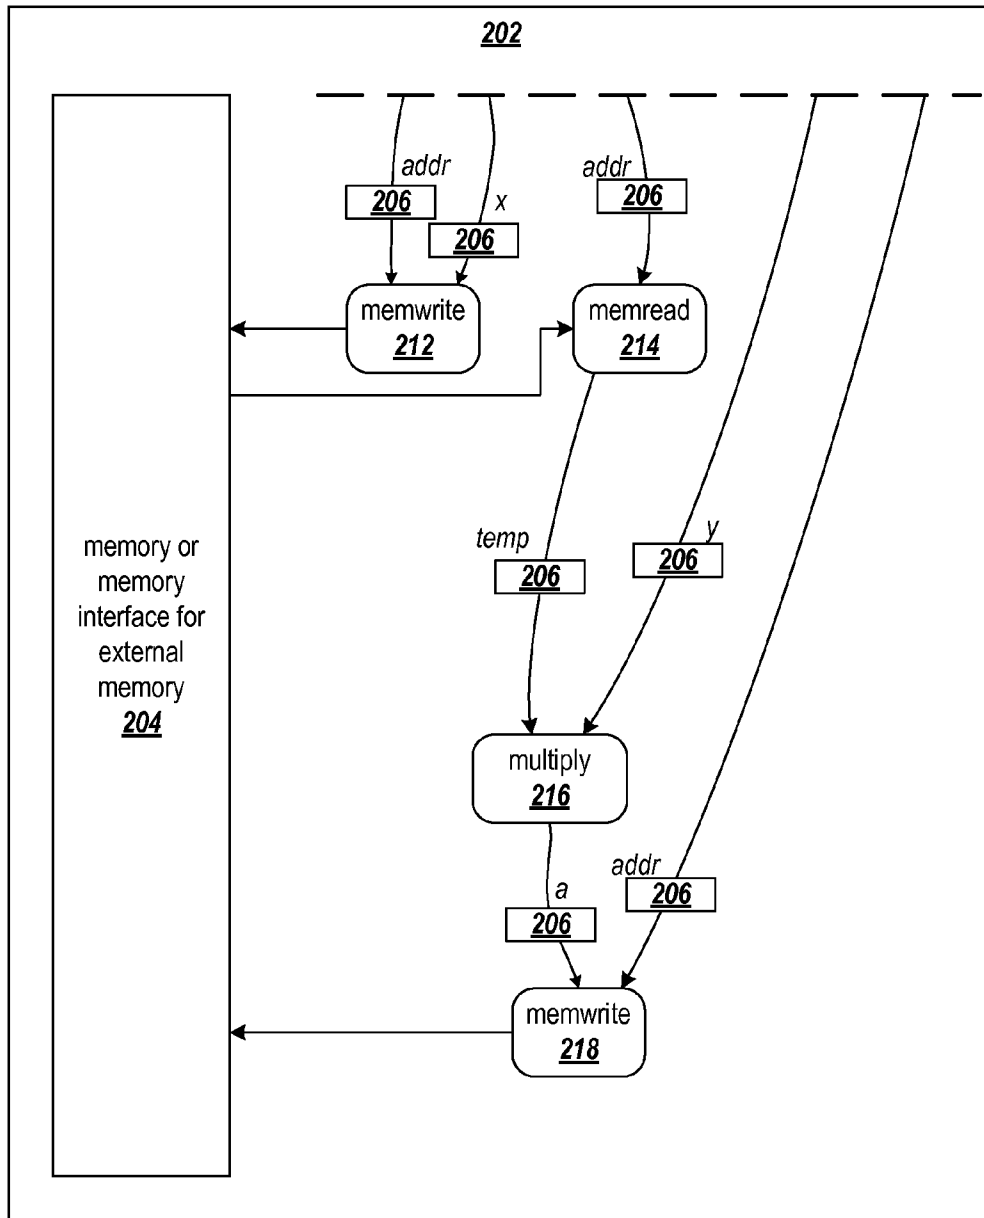 202
addr
206
x
206
addr
206
memwrite
212
memread
214
memory or
memory
interface for
external
memory
204
temp
206
y
206
multiply
216
a
206
addr
206
memwrite
218